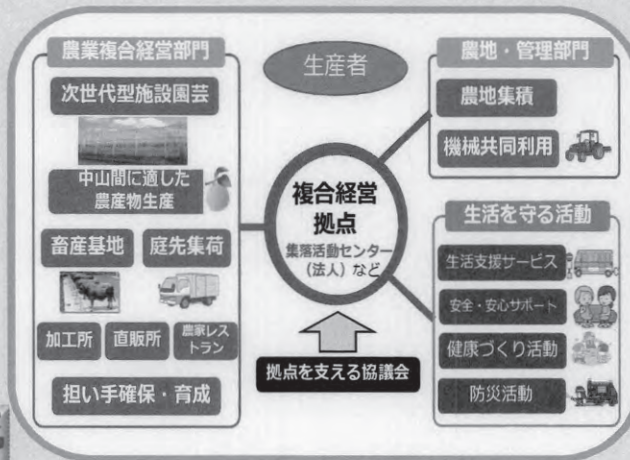 農業複合経営部門
次世代型施設園芸
中山間に適した
農産物生産
畜産基地
庭先集荷
加工所
直販所
農家レス
トラン
担い手確保・育成
生産者
複合経営
拠点
集落活動センター
(法人)など
拠点を支える協議会
農地・管理部門
農地集積
機械共同利用
生活を守る活動
生活支援サービス
安全・安心サポート
健康づくり活動
防災活動